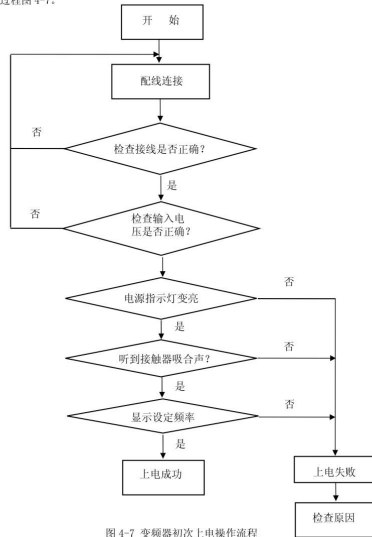 过程图 4-7。
开 始
配线连接
否
检查接线是否正确？
是
否
检查输入电
压是否正确？
否
电源指示灯变亮
是
否
听到接触器吸合声？
是
否
显示设定频率
是
上电成功
上电失败
检查原因
图 4-7 变频器初次上电操作流程